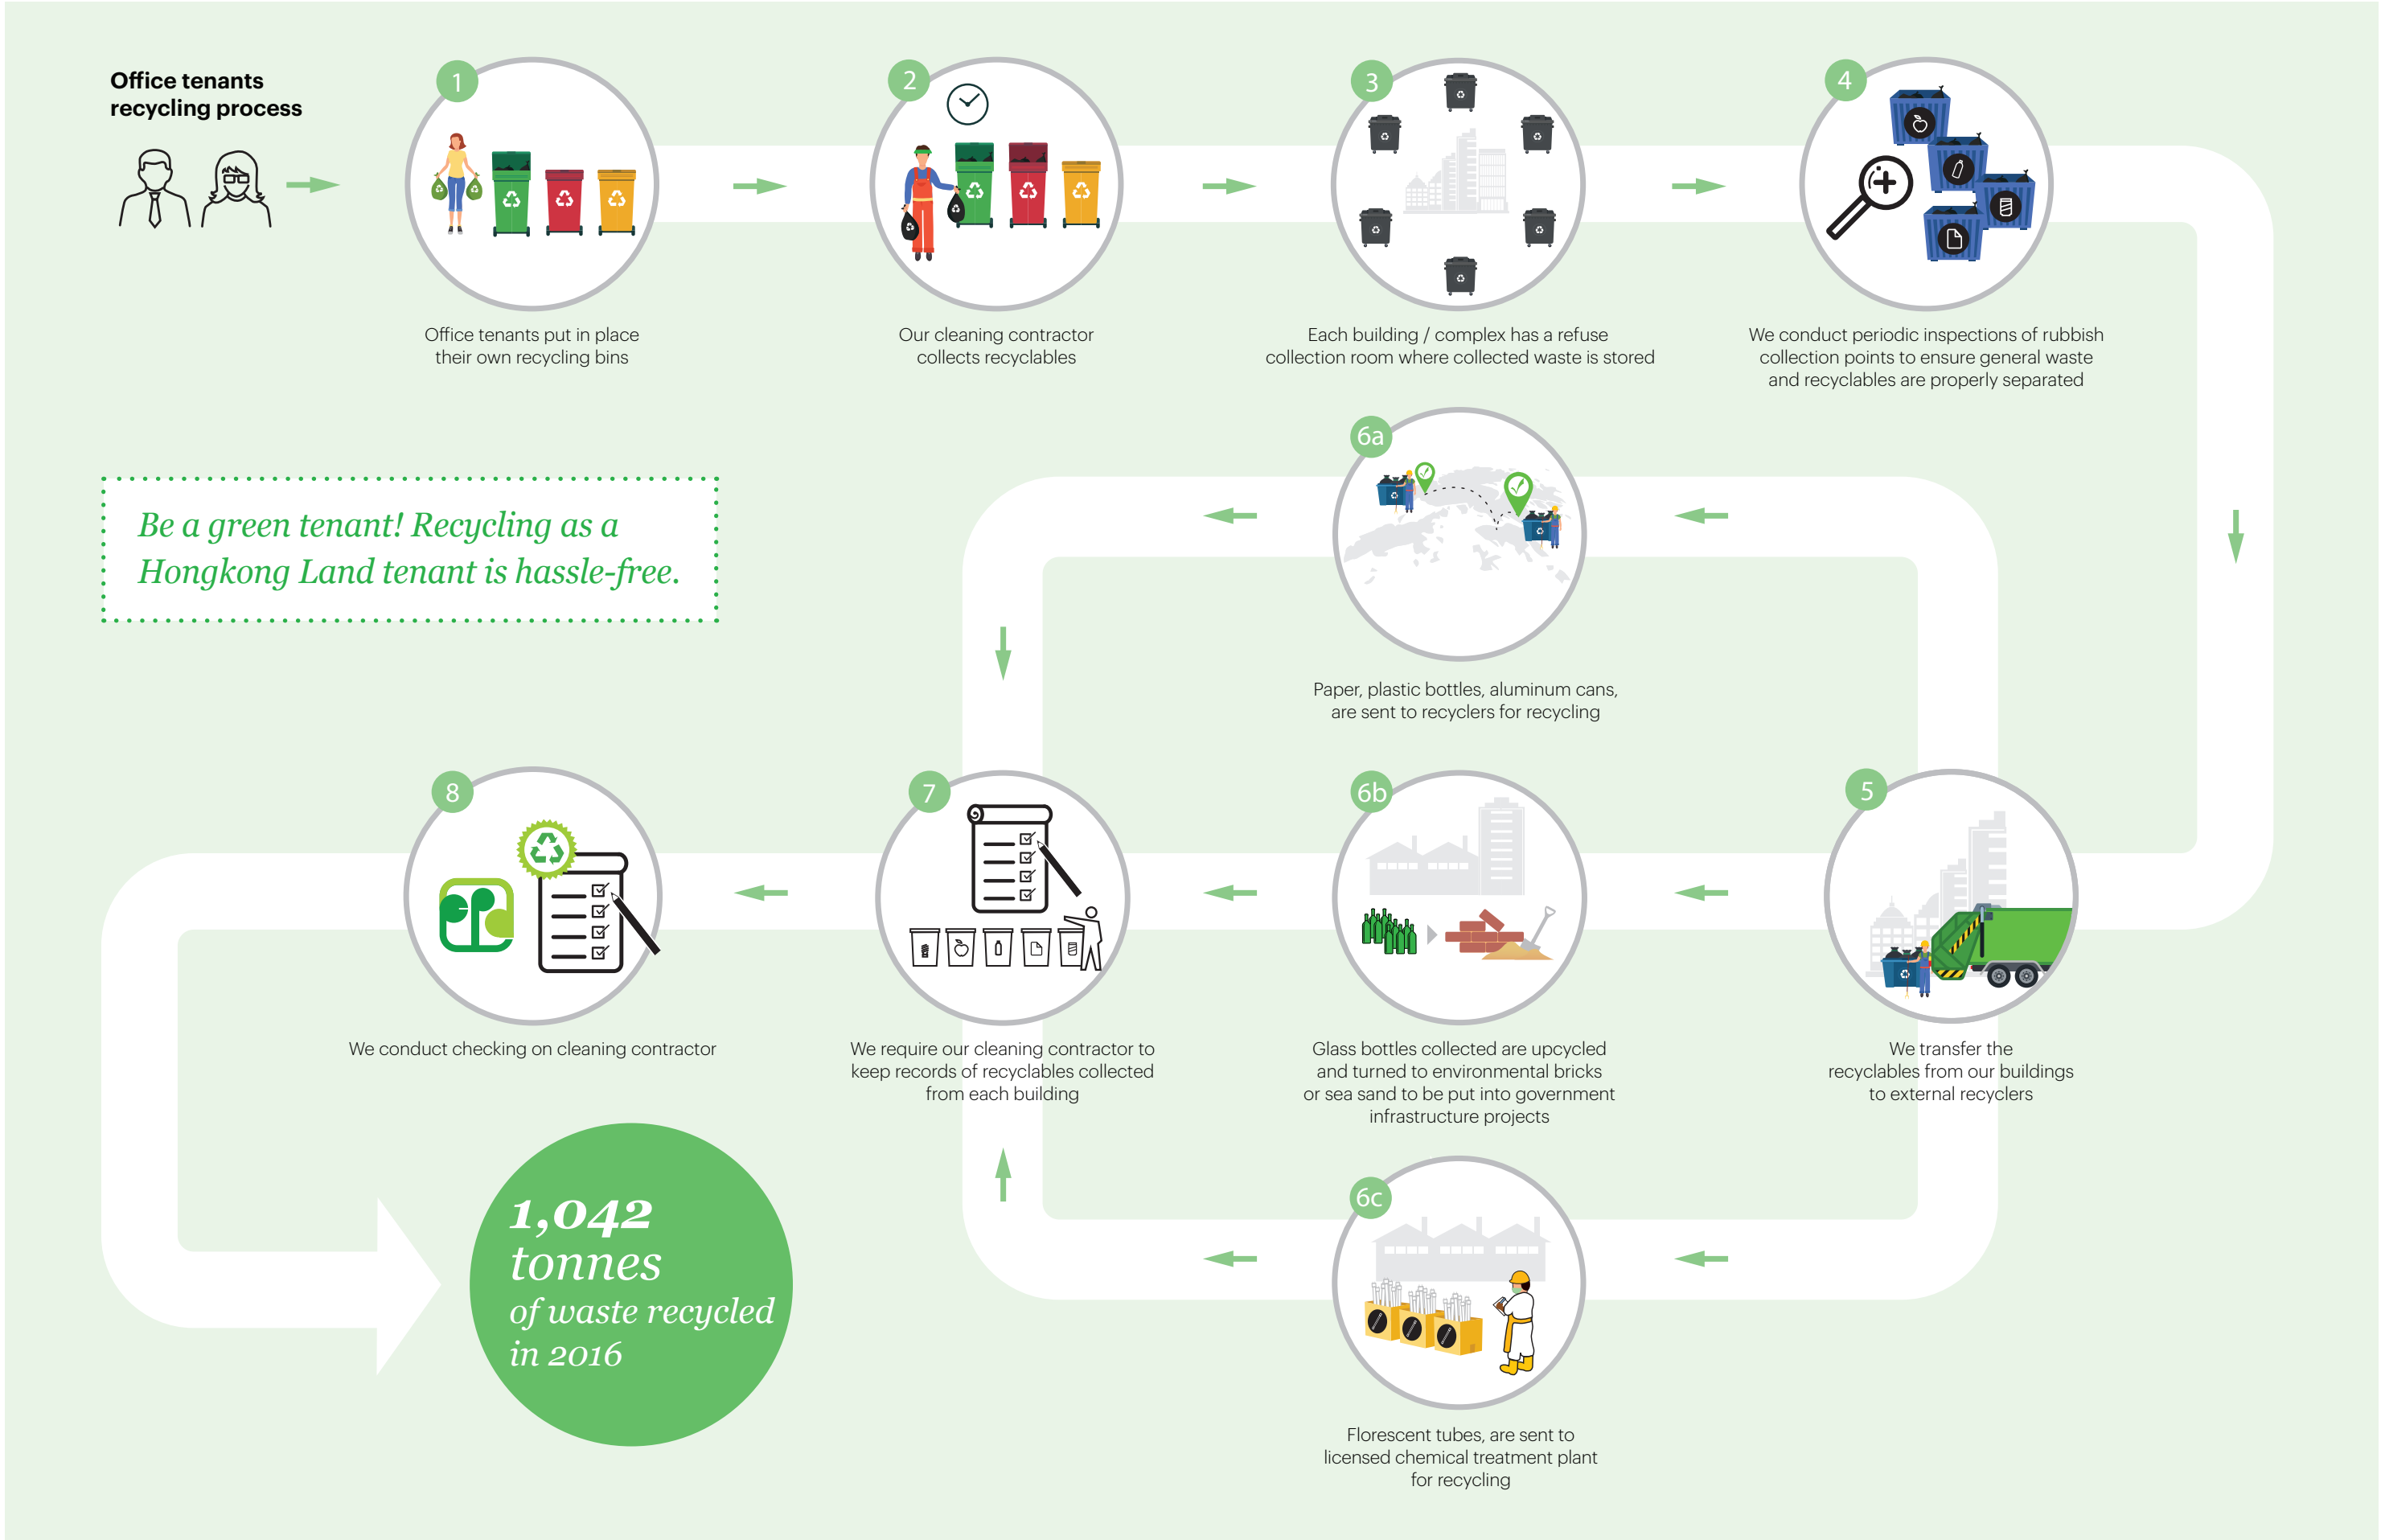 Office tenants
recycling process
1
Office tenants put in place
their own recycling bins
2
Our cleaning contractor
collects recyclables
3
Each building / complex has a refuse
collection room where collected waste is stored
4
We conduct periodic inspections of rubbish
collection points to ensure general waste
and recyclables are properly separated
Be a green tenant! Recycling as a
Hongkong Land tenant is hassle-free.
5
We transfer the
recyclables from our buildings
to external recyclers
6a
Paper, plastic bottles, aluminum cans,
are sent to recyclers for recycling
6b
Glass bottles collected are upcycled
and turned to environmental bricks
or sea sand to be put into government
infrastructure projects
6c
Florescent tubes, are sent to
licensed chemical treatment plant
for recycling
7
We require our cleaning contractor to
keep records of recyclables collected
from each building
8
We conduct checking on cleaning contractor
1,042
tonnes
of waste recycled
in 2016